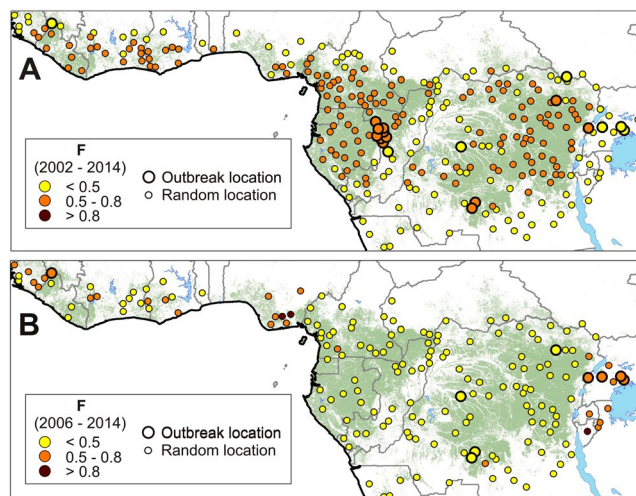 A
F
(2002 - 2014)
< 0.5
0.5 - 0.8
> 0.8
Outbreak location
Random location
B
F
(2006 - 2014)
< 0.5
0.5 - 0.8
> 0.8
Outbreak location
Random location